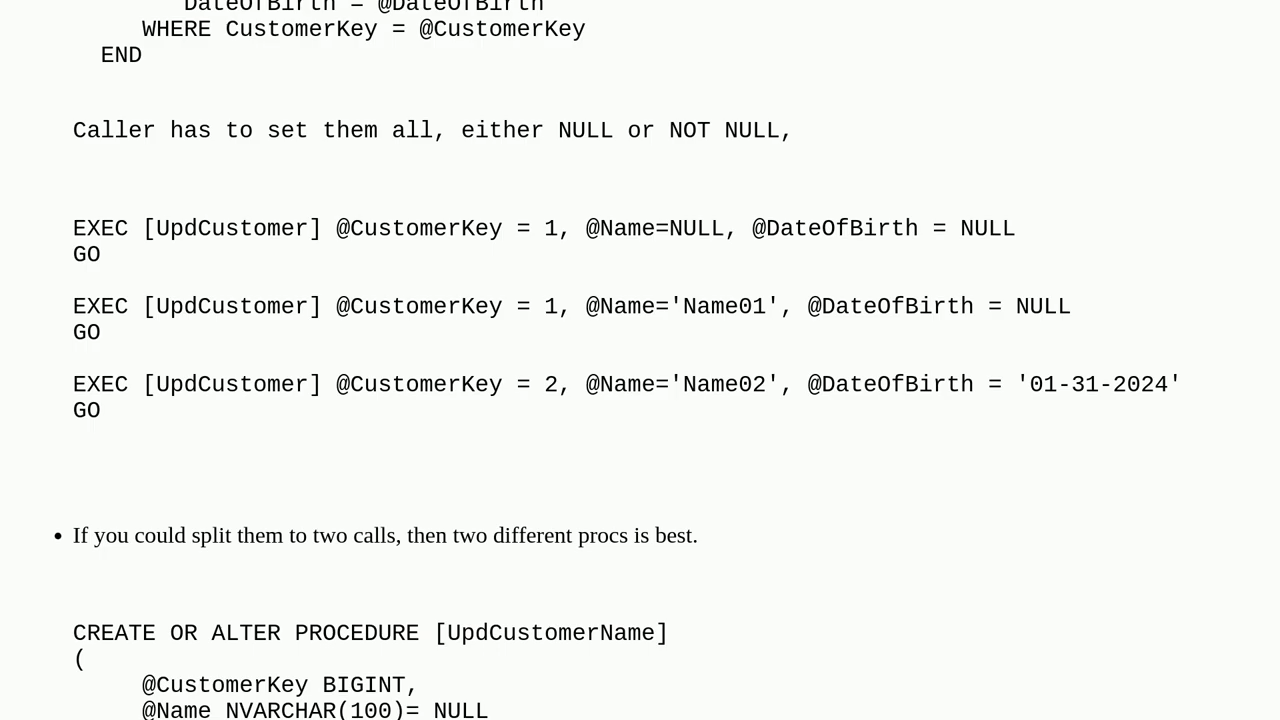 DateOfBirth = @DateOfBirth
WHERE CustomerKey = @CustomerKey
END
Caller has to set them all, either NULL or NOT NULL,
EXEC [UpdCustomer] @CustomerKey = 1, @Name=NULL, @DateOfBirth = NULL
GO
EXEC [UpdCustomer] @CustomerKey = 1, @Name='Name01', @DateOfBirth = NULL
GO
EXEC [UpdCustomer] @CustomerKey = 2, @Name='Name02', @DateOfBirth = '01-31-2024'
GO
• If you could split them to two calls, then two different procs is best.
CREATE OR ALTER PROCEDURE [UpdCustomerName]
(
@CustomerKey BIGINT,
@Name NVARCHAR(100)= NULL